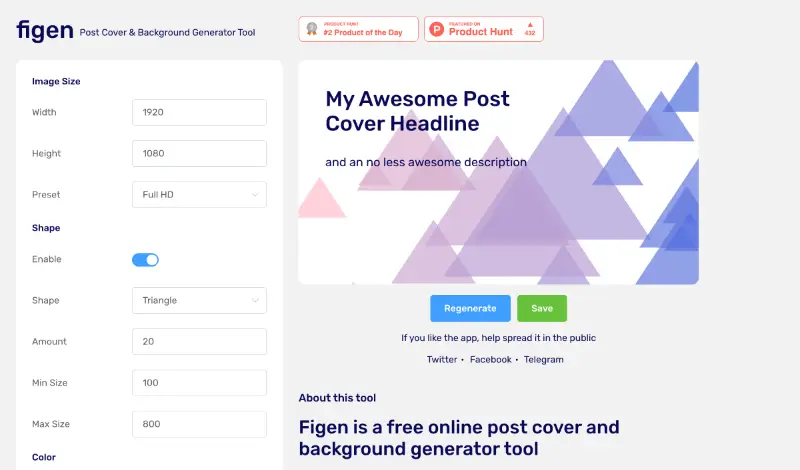 figen Post Cover & Background Generator Tool
PRODUCT HUNT
#2 Product of the Day
P
FEATURED ON
Product Hunt
▲
432
Image Size
Width 1920
Height 1080
Preset Full HD
Shape
Enable
Shape Triangle
Amount 20
Min Size 100
Max Size 800
Color
My Awesome Post
Cover Headline
and an no less awesome description
Regenerate Save
If you like the app, help spread it in the public
Twitter • Facebook • Telegram
About this tool
Figen is a free online post cover and
background generator tool